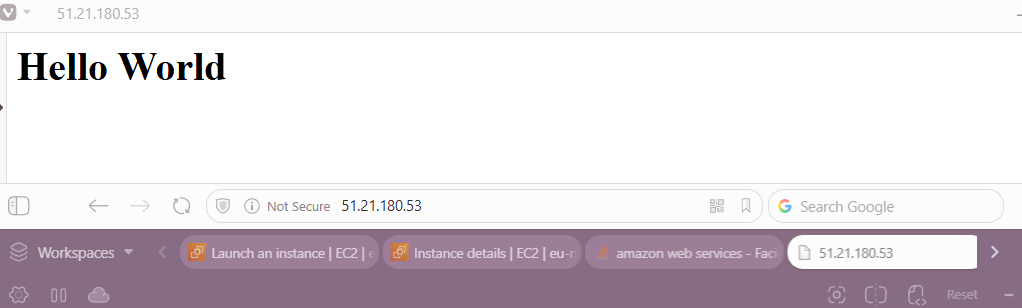 51.21.180.53
Hello World
Not Secure 51.21.180.53
Search Google
Workspaces
Launch an instance | EC2 | e
Instance details | EC2 | eu-n
amazon web services - Faci
51.21.180.53
Reset